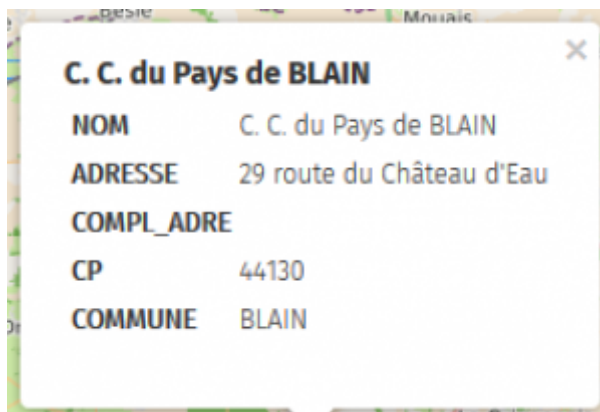 Besle
Mouais
×
C. C. du Pays de BLAIN
NOM C. C. du Pays de BLAIN
ADRESSE 29 route du Château d'Eau
COMPL_ADRE
CP 44130
COMMUNE BLAIN